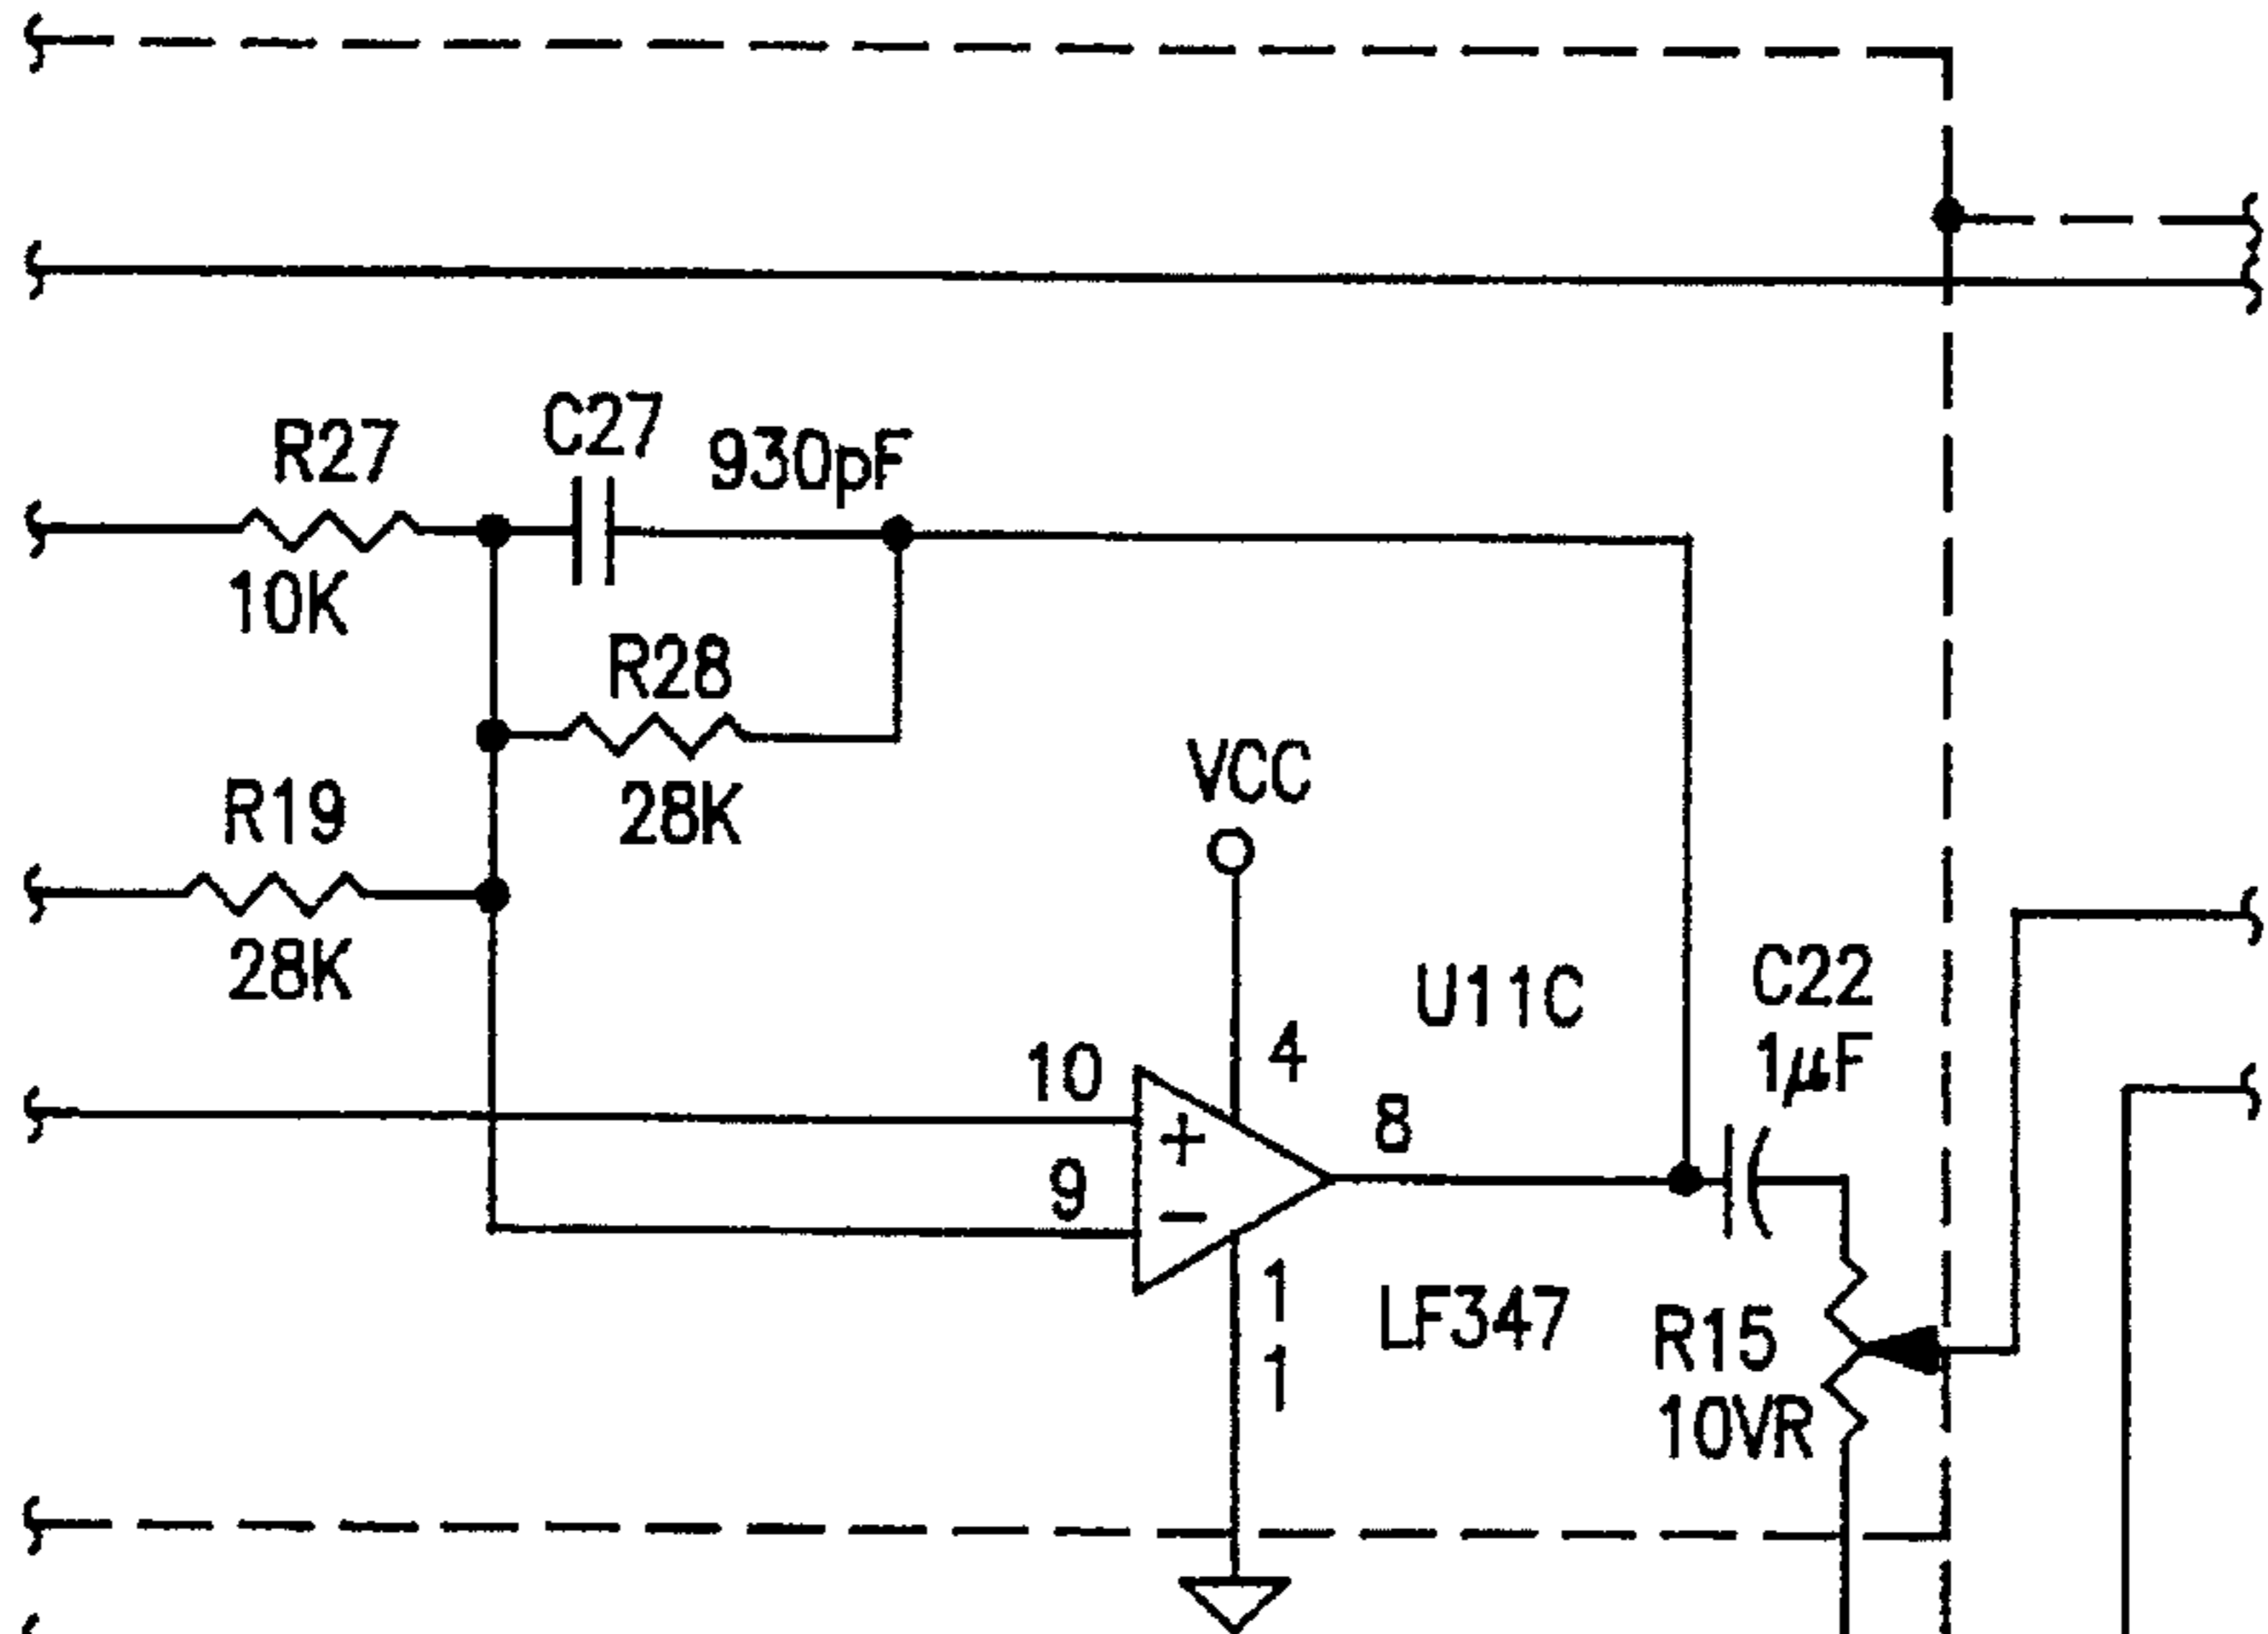 R27
C27
930pF
10K
R28
28K
R19
28K
VCC
U11C
C22
1μF
10
4
8
9
+
−
1
1
LF347
R15
10VR